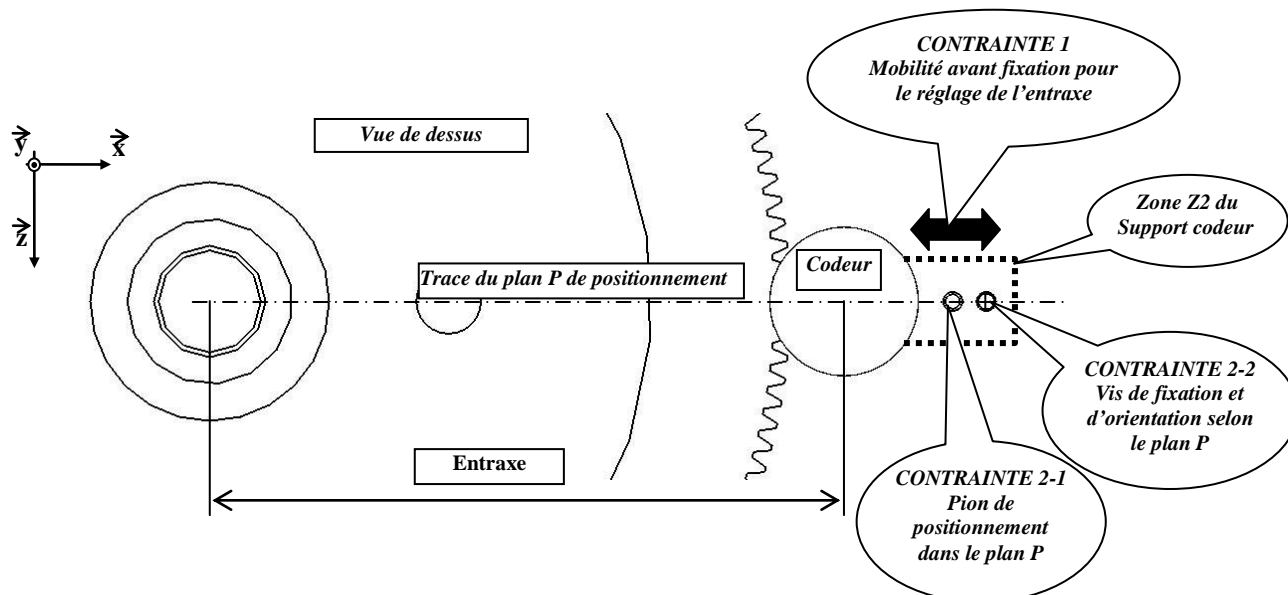 CONTRAINTE 1
Mobilité avant fixation pour
le réglage de l'entraxe
Vue de dessus
y
x
z
Zone Z2 du
Support codeur
Codeur
Trace du plan P de positionnement
CONTRAINTE 2-2
Vis de fixation et
d'orientation selon
le plan P
Entraxe
CONTRAINTE 2-1
Pion de
positionnement
dans le plan P